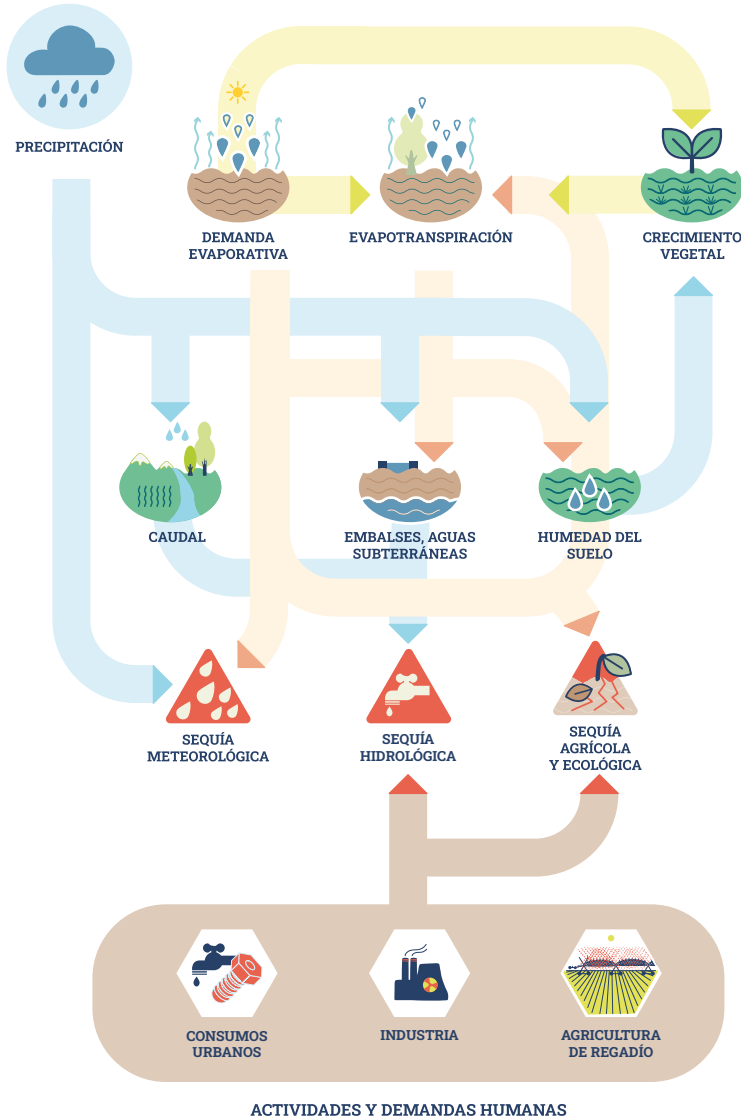 PRECIPITACIÓN
DEMANDA
EVAPORATIVA
EVAPOTRANSPIRACIÓN
CRECIMIENTO
VEGETAL
CAUDAL
EMBALSES, AGUAS
SUBTERRÁNEAS
HUMEDAD DEL
SUELO
SEQUÍA
METEOROLÓGICA
SEQUÍA
HIDROLÓGICA
SEQUÍA
AGRÍCOLA
Y ECOLÓGICA
CONSUMOS
URBANOS
INDUSTRIA
AGRICULTURA
DE REGADÍO
ACTIVIDADES Y DEMANDAS HUMANAS